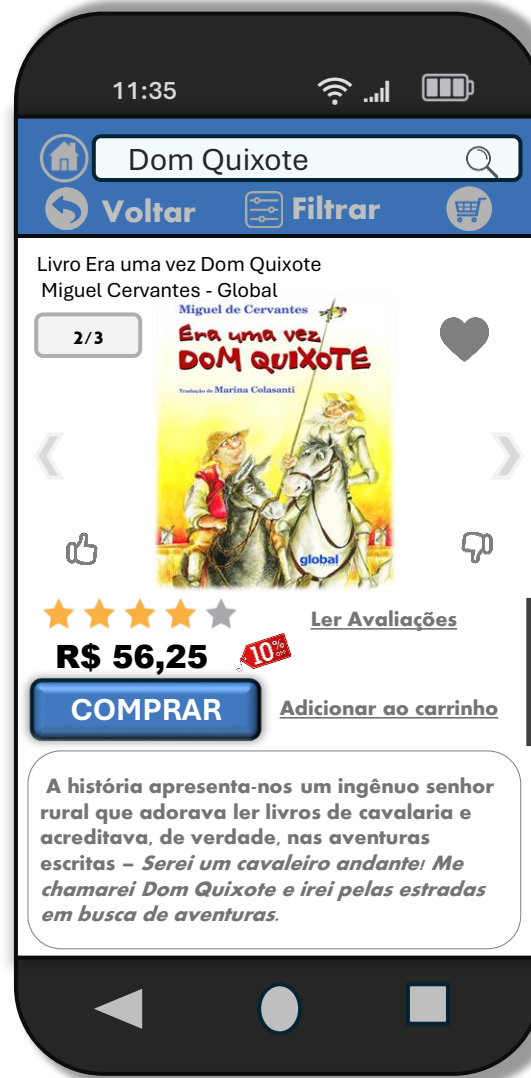 11:35
Dom Quixote
Voltar
Filtrar
Livro Era uma vez Dom Quixote
Miguel Cervantes - Global
2/3
Miguel de Cervantes
Era uma vez
DOM QUIXOTE
Tradução de Marina Colasanti
global
Ler Avaliações
R$ 56,25
10% OFF
COMPRAR
Adicionar ao carrinho
A história apresenta-nos um ingênuo senhor
rural que adorava ler livros de cavalaria e
acreditava, de verdade, nas aventuras
escritas – Serei um cavaleiro andante! Me
chamarei Dom Quixote e irei pelas estradas
em busca de aventuras.